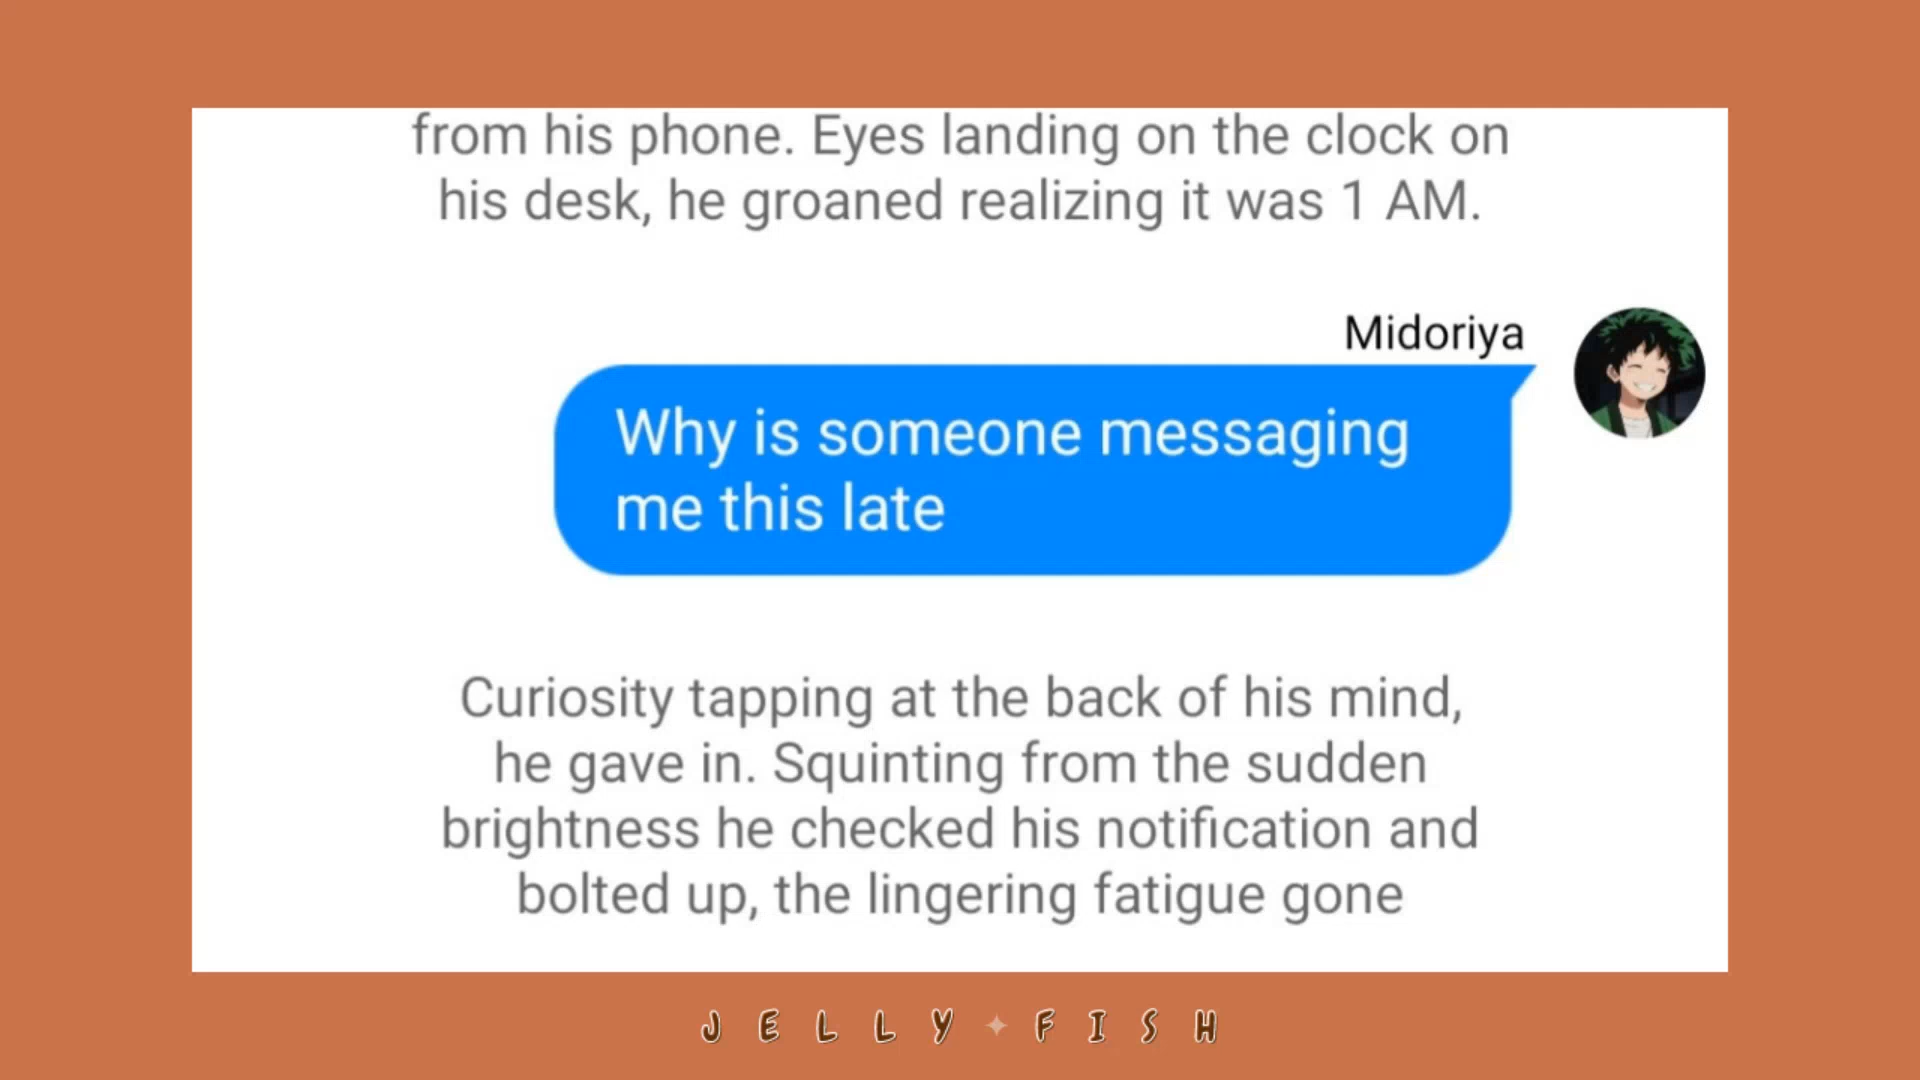 from his phone. Eyes landing on the clock on
his desk, he groaned realizing it was 1 AM.
Midoriya
Why is someone messaging
me this late
Curiosity tapping at the back of his mind,
he gave in. Squinting from the sudden
brightness he checked his notification and
bolted up, the lingering fatigue gone
JELLY✦FISH